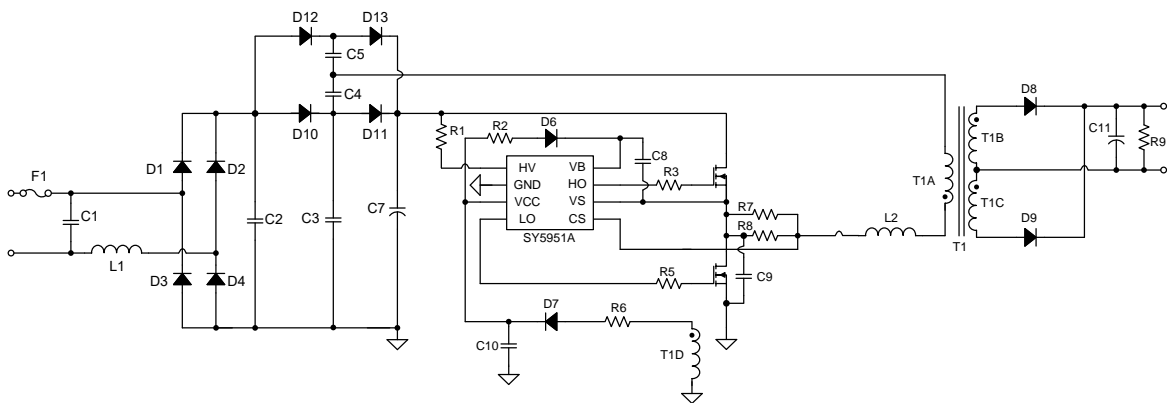 D12
D13
C5
C4
D10
D11
R1
R2
D6
C8
R3
HV
VB
GND
HO
VCC
VS
LO
CS
SY5951A
D1
D2
F1
C1
L1
D3
D4
C2
C3
C7
R7
R8
R5
C9
D7
R6
C10
T1D
L2
T1A
T1
T1B
T1C
D8
D9
C11
R9